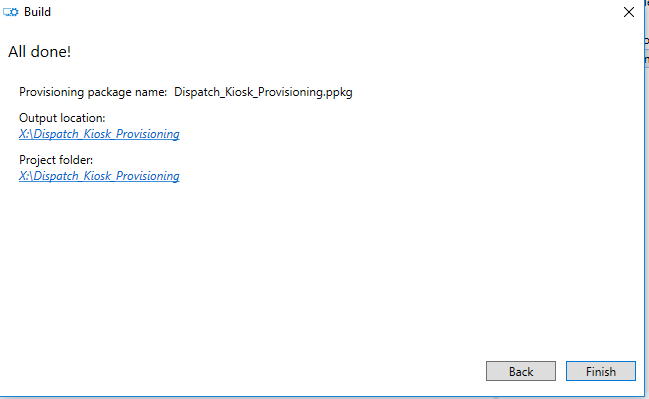 Build
All done!
Provisioning package name: Dispatch_Kiosk_Provisioning.ppkg
Output location:
X:\Dispatch_Kiosk_Provisioning
Project folder:
X:\Dispatch_Kiosk_Provisioning
Back Finish